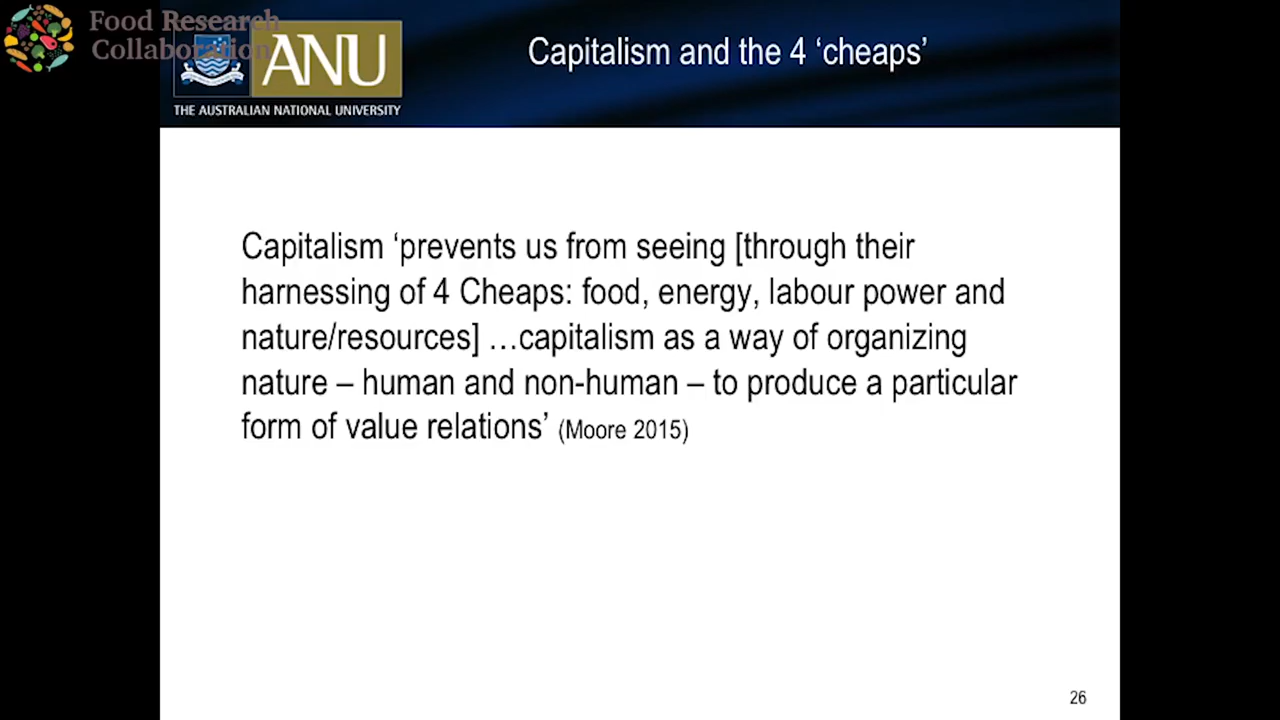 Food Research
Collaboration
ANU
THE AUSTRALIAN NATIONAL UNIVERSITY
Capitalism and the 4 ‘cheaps’
Capitalism ‘prevents us from seeing [through their
harnessing of 4 Cheaps: food, energy, labour power and
nature/resources] …capitalism as a way of organizing
nature – human and non-human – to produce a particular
form of value relations’ (Moore 2015)
26